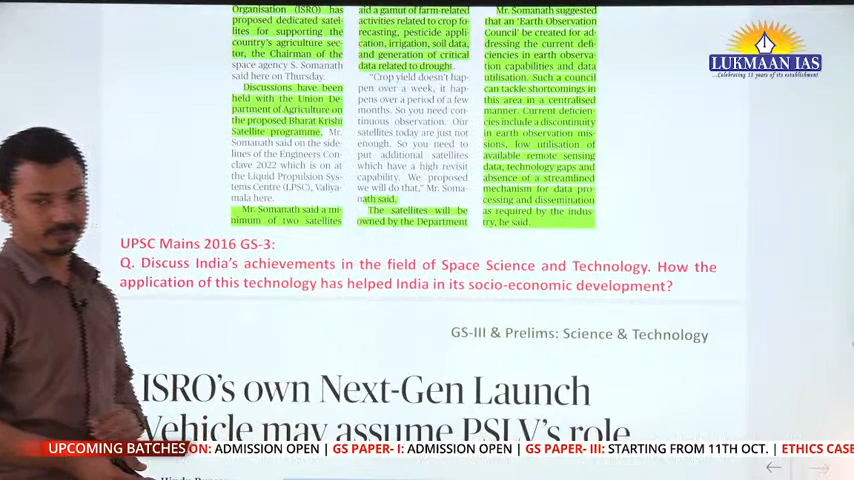 Organisation (ISRO) has
proposed dedicated satel-
lites for supporting the
country's agriculture sec-
tor, the Chairman of the
space agency S. Somanath
said here on Thursday.
Discussions have been
held with the Union De-
partment of Agriculture on
the proposed Bharat Krishi
Satellite programme, Mr.
Somanath said on the side-
lines of the Engineers Con-
clave 2022 which is on at
the Liquid Propulsion Sys-
tems Centre (LPSC), Valiya-
mala here.
Mr. Somanath said a mi-
nimum of two satellites
aid a gamut of farm-related
activities related to crop fo-
recasting, pesticide appli-
cation, irrigation, soil data,
and generation of critical
data related to drought.
"Crop yield doesn't hap-
pen over a week, it hap-
pens over a period of a few
months. So you need con-
tinuous observation. Our
satellites today are just not
enough. So you need to
put additional satellites
which have a high revisit
capability. We proposed
we will do that," Mr. Soma-
nath said.
The satellites will be
owned by the Department
Mr. Somanath suggested
that an 'Earth Observation
Council' be created for ad-
dressing the current defi-
ciencies in earth observa-
tion capabilities and data
utilisation. Such a council
can tackle shortcomings in
this area in a centralised
manner. Current deficien-
cies include a discontinuity
in earth observation mis-
sions, low utilisation of
available remote sensing
data, technology gaps and
absence of a streamlined
mechanism for data pro-
cessing and dissemination
as required by the indus-
try, he said.
LUKMAAN IAS
...Celebrating 13 years of its establishment
UPSC Mains 2016 GS-3:
Q. Discuss India's achievements in the field of Space Science and Technology. How the
application of this technology has helped India in its socio-economic development?
GS-III & Prelims: Science & Technology
ISRO's own Next-Gen Launch
Vehicle may assume PSLV's role
UPCOMING BATCHES ON: ADMISSION OPEN | GS PAPER- I: ADMISSION OPEN | GS PAPER- III: STARTING FROM 11TH OCT. | ETHICS CASE